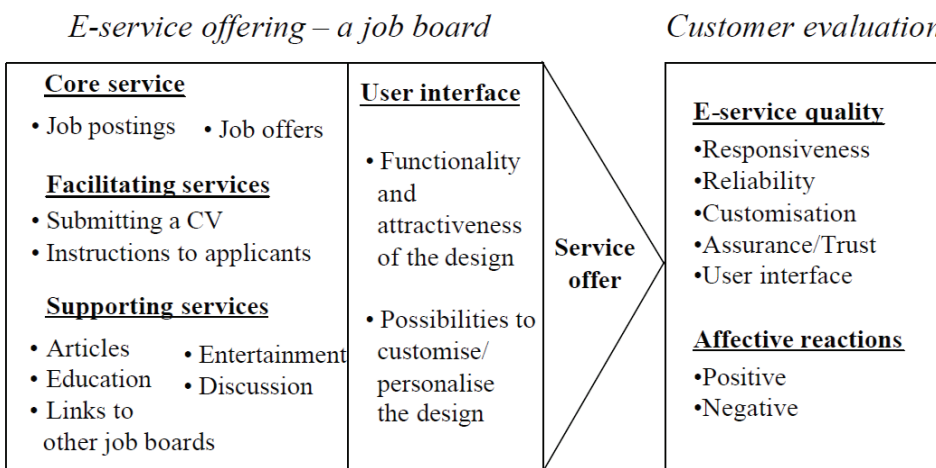 E-service offering – a job board
Customer evaluation
Core service
• Job postings
• Job offers
Facilitating services
• Submitting a CV
• Instructions to applicants
Supporting services
• Articles
• Education
• Links to
other job boards
• Entertainment
• Discussion
User interface
• Functionality
and
attractiveness
of the design
• Possibilities to
customise/
personalise
the design
Service
offer
E-service quality
•Responsiveness
•Reliability
•Customisation
•Assurance/Trust
•User interface
Affective reactions
•Positive
•Negative